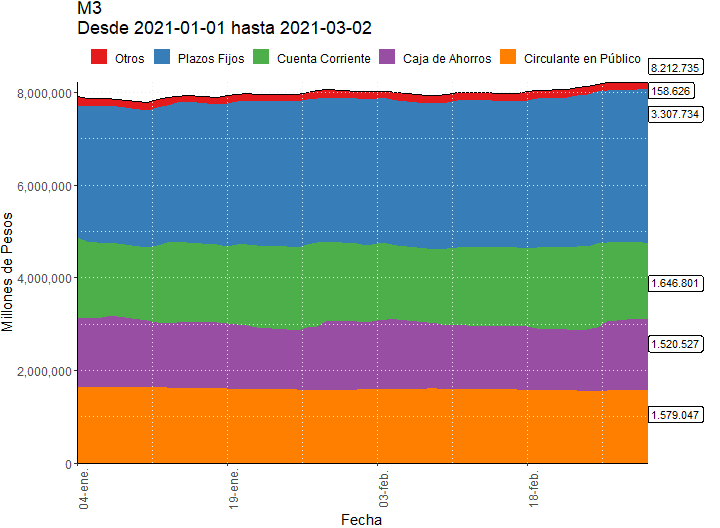 M3
Desde 2021-01-01 hasta 2021-03-02
Otros Plazos Fijos Cuenta Corriente Caja de Ahorros Circulante en Público
8.212.735
8,000,000
158.626
3.307.734
6,000,000
4,000,000
1.646.801
1.520.527
2,000,000
1.579.047
0
Millones de Pesos
04-ene. 19-ene. 03-feb. 18-feb.
Fecha